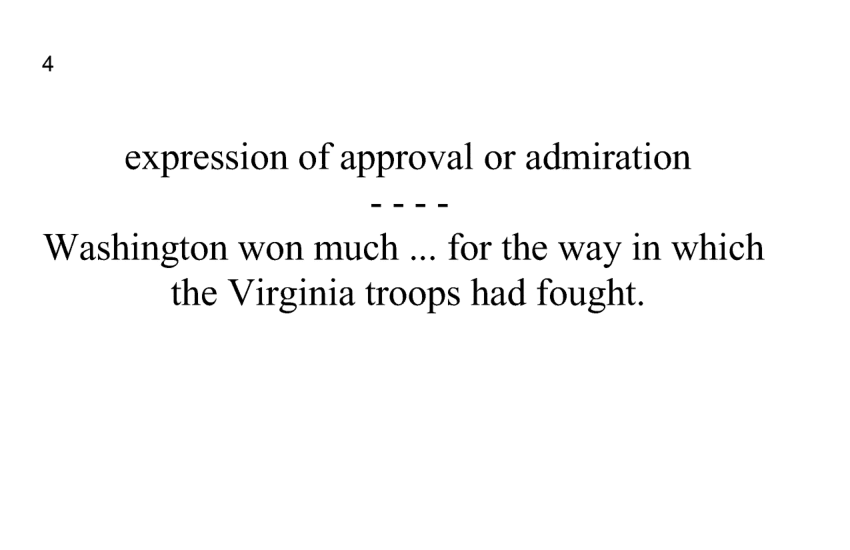 4
expression of approval or admiration
- - - -
Washington won much ... for the way in which
the Virginia troops had fought.